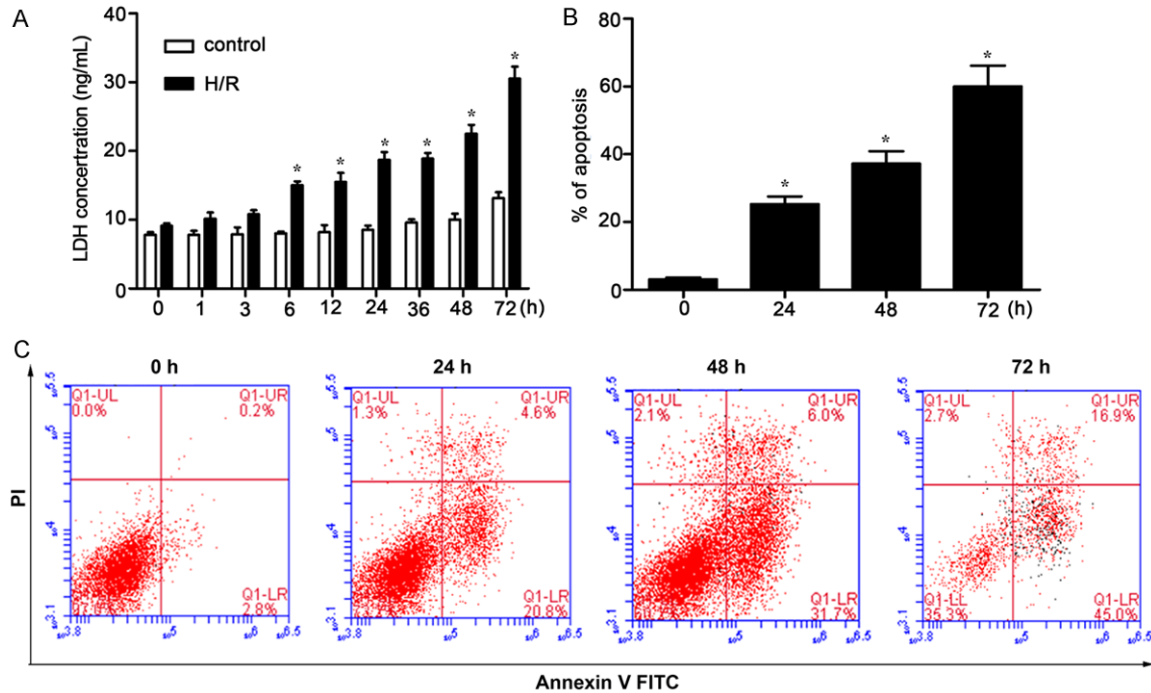 A
LDH concertration (ng/mL)
40
30
20
10
0
control
H/R
* * * * * *
0 1 3 6 12 24 36 48 72 (h)
B
% of apoptosis
80
60
40
20
0
* * *
0 24 48 72 (h)
C
0 h 24 h 48 h 72 h
PI
Q1-UL Q1-UR
0.0% 0.2%
Q1-LR
2.8%
Q1-UL Q1-UR
1.3% 4.6%
Q1-LR
20.8%
Q1-UL Q1-UR
2.1% 6.0%
Q1-LR
31.7%
Q1-UL Q1-UR
2.7% 16.9%
Q1-LL Q1-LR
35.3% 45.0%
Annexin V FITC